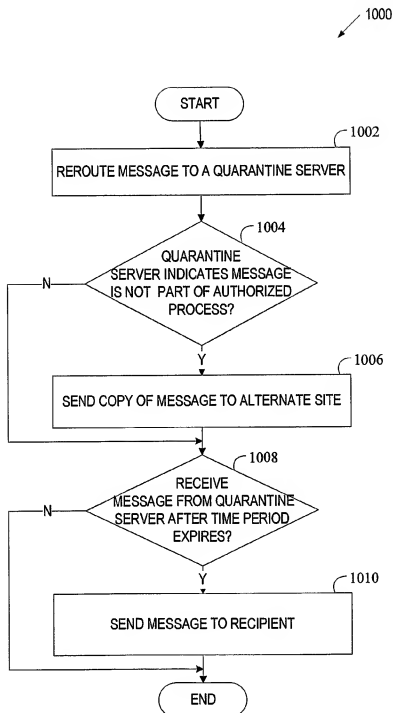 1000
START
1002
REROUTE MESSAGE TO A QUARANTINE SERVER
1004
QUARANTINE
SERVER INDICATES MESSAGE
IS NOT PART OF AUTHORIZED
PROCESS?
N
Y
1006
SEND COPY OF MESSAGE TO ALTERNATE SITE
1008
RECEIVE
MESSAGE FROM QUARANTINE
SERVER AFTER TIME PERIOD
EXPIRES?
N
Y
1010
SEND MESSAGE TO RECIPIENT
END